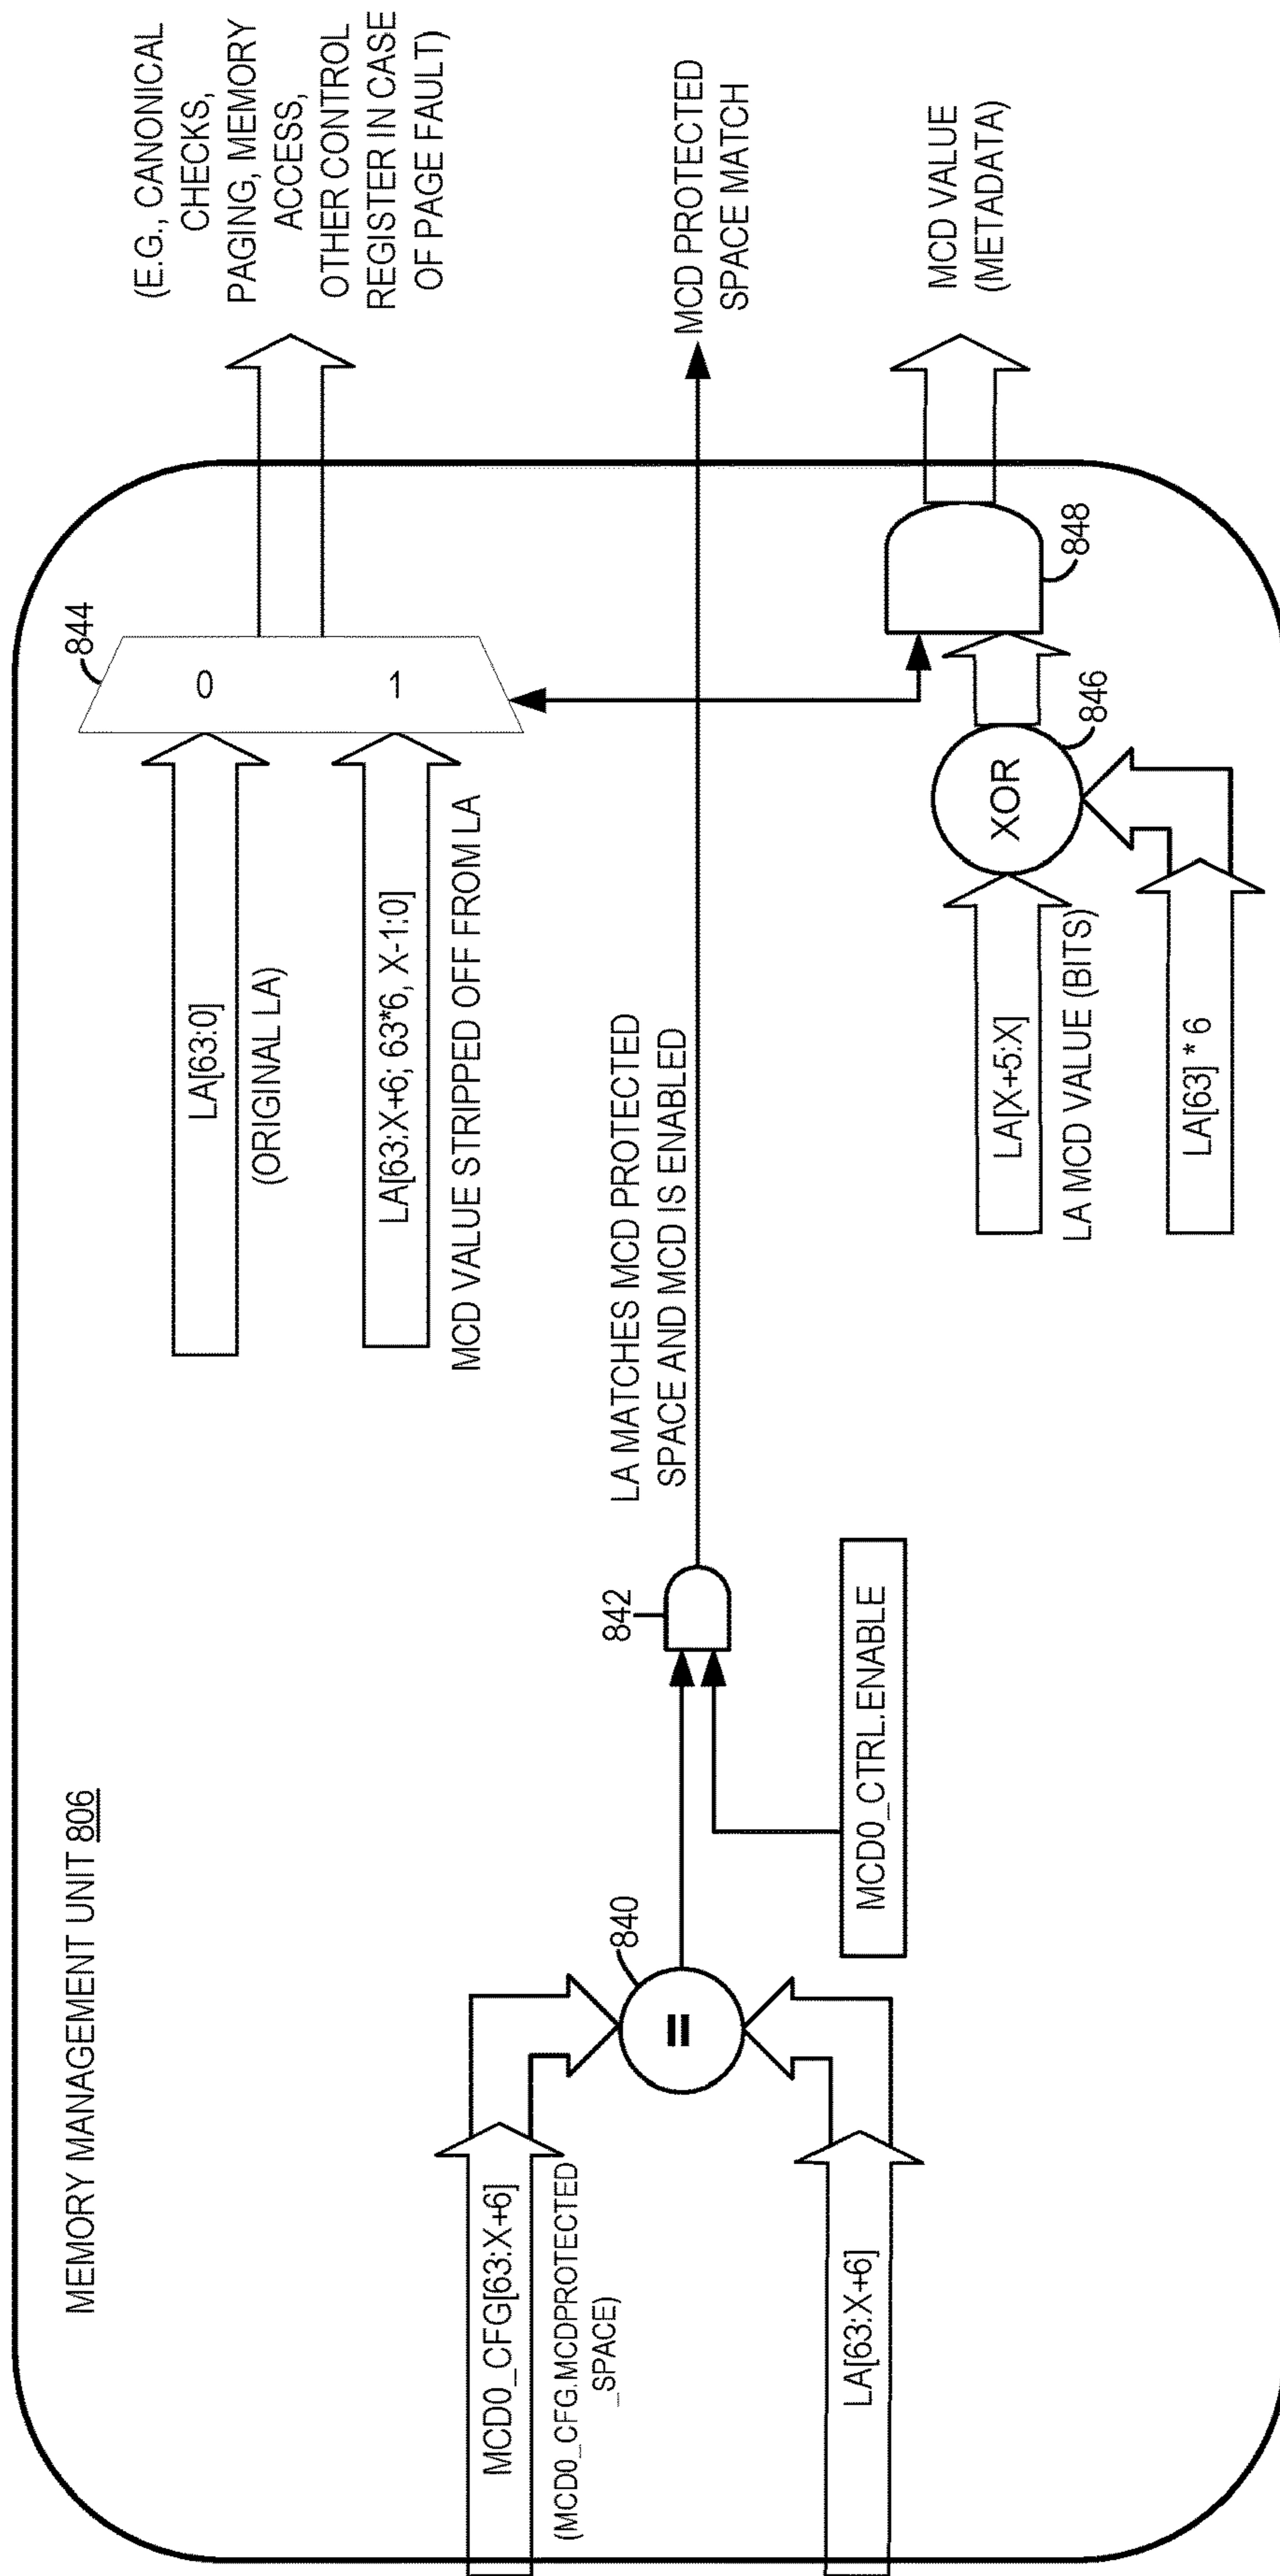 MEMORY MANAGEMENT UNIT 806
MCD0_CFG[63:X+6]
(MCD0_CFG.MCDPROTECTED
_SPACE)
LA[63:X+6]
840
=
MCD0_CTRL.ENABLE
842
LA MATCHES MCD PROTECTED
SPACE AND MCD IS ENABLED
LA[63:0]
(ORIGINAL LA)
LA[63:X+6; 63*6, X-1:0]
MCD VALUE STRIPPED OFF FROM LA
844
0
1
(E.G., CANONICAL
CHECKS,
PAGING, MEMORY
ACCESS,
OTHER CONTROL
REGISTER IN CASE
OF PAGE FAULT)
MCD PROTECTED
SPACE MATCH
LA[X+5:X]
LA MCD VALUE (BITS)
LA[63] * 6
XOR
846
848
MCD VALUE
(METADATA)